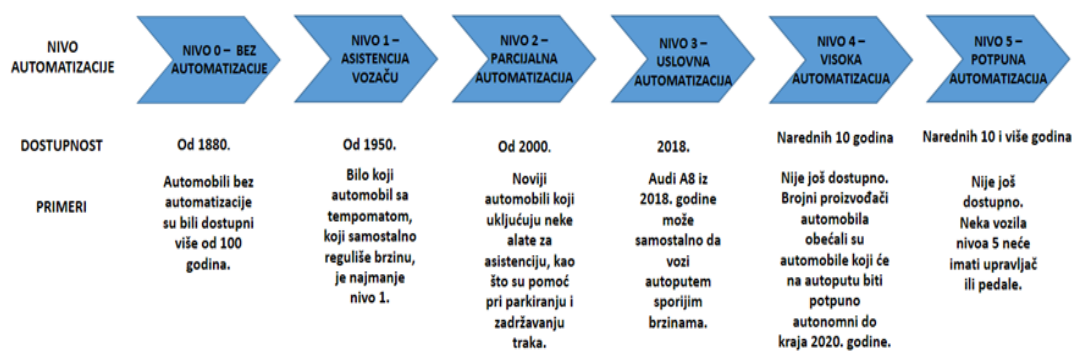 NIVO
AUTOMATIZACIJE
NIVO 0 – BEZ
AUTOMATIZACIJE
NIVO 1 –
ASISTENCIJA
VOZAČU
NIVO 2 –
PARCIJALNA
AUTOMATIZACIJA
NIVO 3 –
USLOVNA
AUTOMATIZACIJA
NIVO 4 –
VISOKA
AUTOMATIZACIJA
NIVO 5 –
POTPUNA
AUTOMATIZACIJA
DOSTUPNOST
Od 1880.
Od 1950.
Od 2000.
2018.
Narednih 10 godina
Narednih 10 i više godina
PRIMERI
Automobili bez
automatizacije
su bili dostupni
više od 100
godina.
Bilo koji
automobil sa
tempomatom,
koji samostalno
reguliše brzinu,
je najmanje
nivo 1.
Noviji
automobili koji
uključuju neke
alate za
asistenciju, kao
što su pomoć
pri parkiranju i
zadržavanju
traka.
Audi A8 iz
2018. godine
može
samostalno da
vozi
autoputem
sporijim
brzinama.
Nije još dostupno.
Brojni proizvođači
automobila
obećali su
automobile koji će
na autoputu biti
potpuno
autonomni do
kraja 2020. godine.
Nije još
dostupno.
Neka vozila
nivoa 5 neće
imati upravljač
ili pedale.